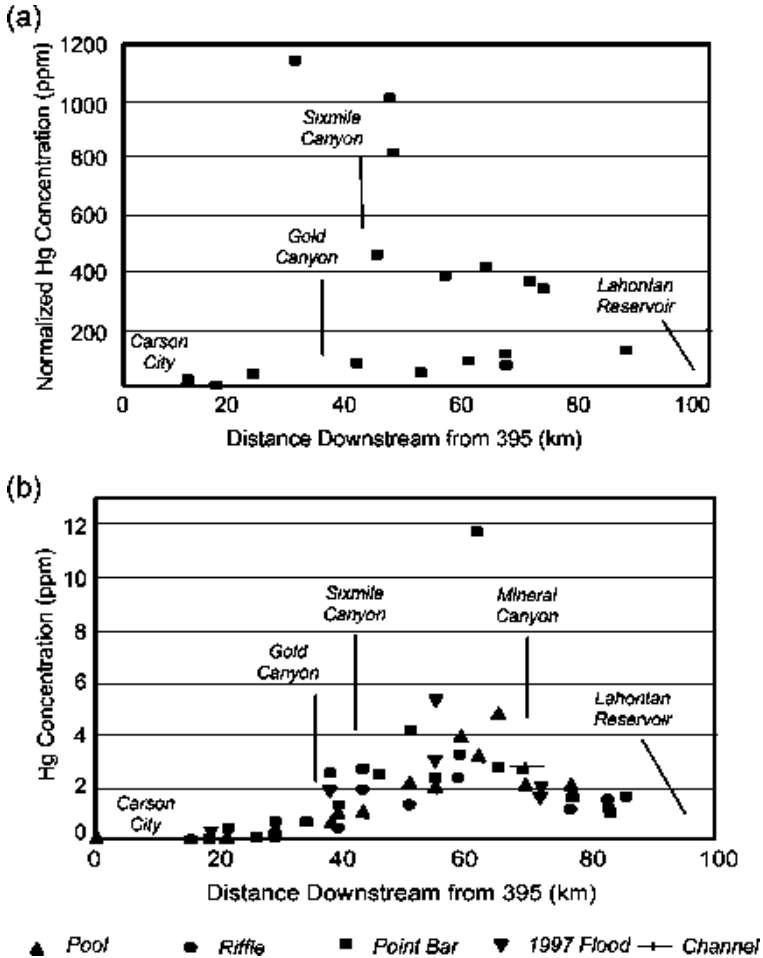 (a)
Normalized Hg Concentration (ppm)
1200
1000
800
600
400
200
Sixmile
Canyon
Gold
Canyon
Lahontan
Reservoir
Carson
City
0
20
40
60
80
100
Distance Downstream from 395 (km)
(b)
Hg Concentration (ppm)
12
10
8
6
4
2
0
Sixmile
Canyon
Mineral
Canyon
Gold
Canyon
Lahontan
Reservoir
Carson
City
0
20
40
60
80
100
Distance Downstream from 395 (km)
Pool
Riffle
Point Bar
1997 Flood
Channel